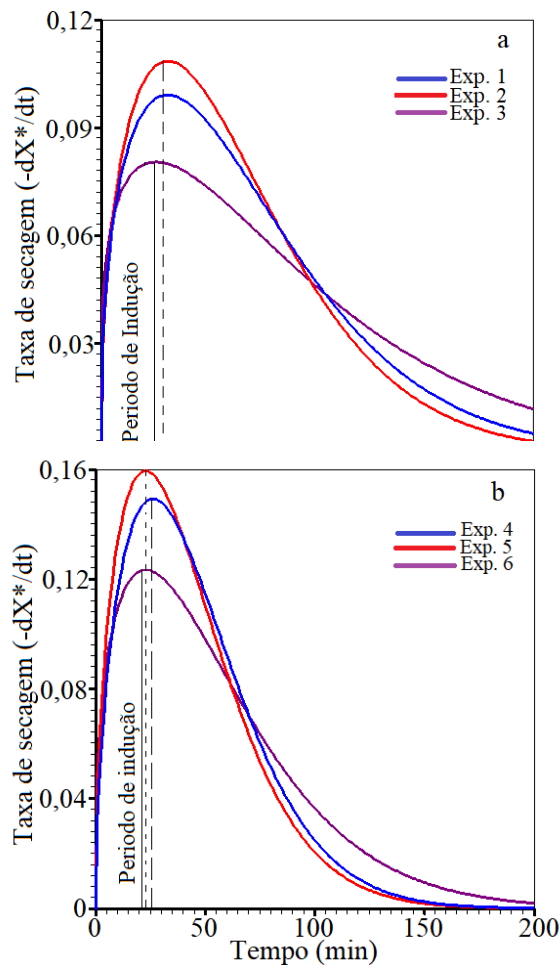 0,12
0,09
0,06
0,03
Taxa de secagem (-dX*/dt)
a
Exp. 1
Exp. 2
Exp. 3
Periodo de Indução
0,16
0,12
0,08
0,04
0
Taxa de secagem (-dX*/dt)
b
Exp. 4
Exp. 5
Exp. 6
Periodo de indução
0 50 100 150 200
Tempo (min)